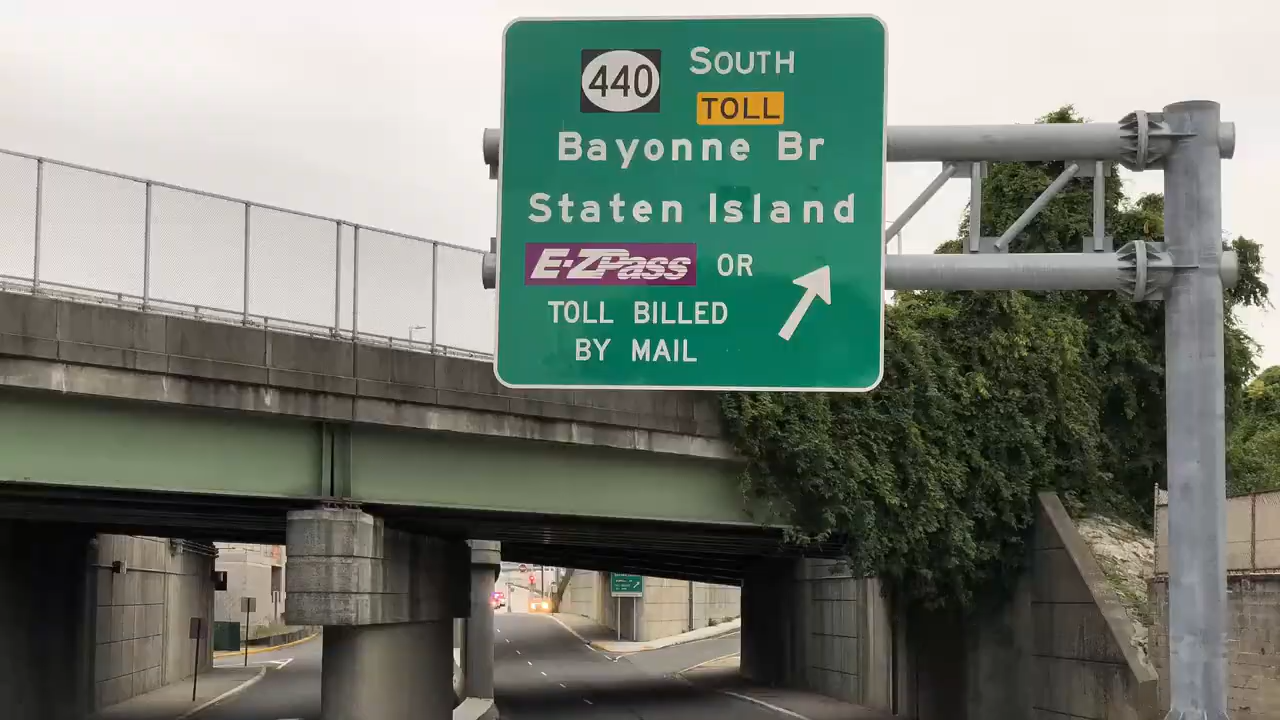 440 SOUTH
TOLL
Bayonne Br
Staten Island
E-ZPass OR
TOLL BILLED
BY MAIL